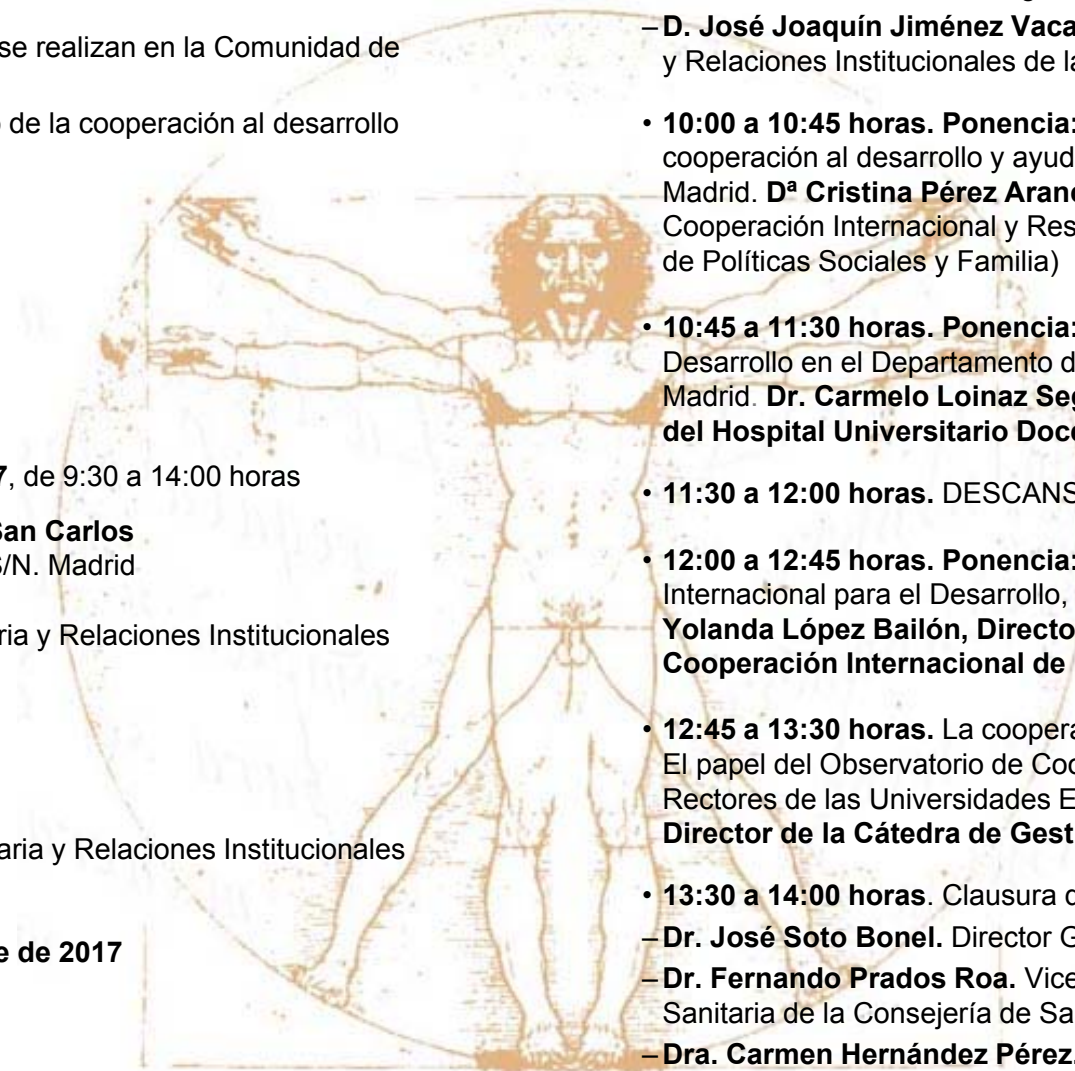 se realizan en la Comunidad de
de la cooperación al desarrollo
7, de 9:30 a 14:00 horas
San Carlos
S/N. Madrid
ria y Relaciones Institucionales
aria y Relaciones Institucionales
e de 2017
– D. José Joaquín Jiménez Vaca
y Relaciones Institucionales de la
• 10:00 a 10:45 horas. Ponencia:
cooperación al desarrollo y ayud
Madrid. Dª Cristina Pérez Aran
Cooperación Internacional y Res
de Políticas Sociales y Familia)
• 10:45 a 11:30 horas. Ponencia:
Desarrollo en el Departamento d
Madrid. Dr. Carmelo Loinaz Seg
del Hospital Universitario Doc
• 11:30 a 12:00 horas. DESCANS
• 12:00 a 12:45 horas. Ponencia:
Internacional para el Desarrollo,
Yolanda López Bailón, Directo
Cooperación Internacional de
• 12:45 a 13:30 horas. La coopera
El papel del Observatorio de Coo
Rectores de las Universidades E
Director de la Cátedra de Gest
• 13:30 a 14:00 horas. Clausura d
– Dr. José Soto Bonel. Director G
– Dr. Fernando Prados Roa. Vice
Sanitaria de la Consejería de Sa
– Dra. Carmen Hernández Pérez.